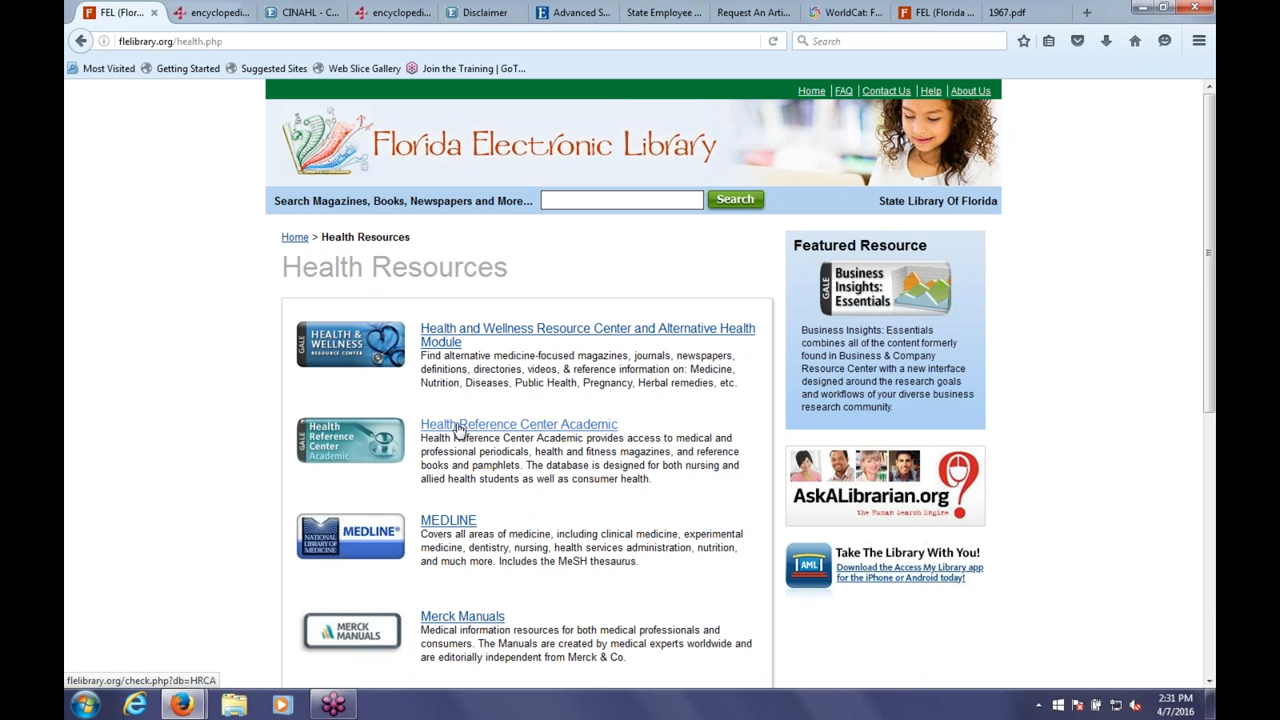 FEL (Flor...
encyclopedi...
CINAHL - C...
encyclopedi...
Disclaimer
Advanced S...
State Employee ...
Request An Arti...
WorldCat: F...
FEL (Florida ...
1967.pdf
flelibrary.org/health.php
Search
Most Visited
Getting Started
Suggested Sites
Web Slice Gallery
Join the Training | GoT...
Home | FAQ | Contact Us | Help | About Us
Florida Electronic Library
Search Magazines, Books, Newspapers and More...
Search
State Library Of Florida
Home > Health Resources
Health Resources
GALE
HEALTH &
WELLNESS
RESOURCE CENTER
Health and Wellness Resource Center and Alternative Health
Module
Find alternative medicine-focused magazines, journals, newspapers,
definitions, directories, videos, & reference information on: Medicine,
Nutrition, Diseases, Public Health, Pregnancy, Herbal remedies, etc.
GALE
Health
Reference
Center
Academic
Health Reference Center Academic
Health Reference Center Academic provides access to medical and
professional periodicals, health and fitness magazines, and reference
books and pamphlets. The database is designed for both nursing and
allied health students as well as consumer health.
NATIONAL
LIBRARY OF
MEDICINE
MEDLINE®
MEDLINE
Covers all areas of medicine, including clinical medicine, experimental
medicine, dentistry, nursing, health services administration, nutrition,
and much more. Includes the MeSH thesaurus.
MERCK
MANUALS
Merck Manuals
Medical information resources for both medical professionals and
consumers. The Manuals are created by medical experts worldwide and
are editorially independent from Merck & Co.
Featured Resource
GALE
Business
Insights:
Essentials
Business Insights: Essentials
combines all of the content formerly
found in Business & Company
Resource Center with a new interface
designed around the research goals
and workflows of your diverse business
research community.
AskALibrarian.org
the Human Search Engine
AML
Take The Library With You!
Download the Access My Library app
for the iPhone or Android today!
flelibrary.org/check.php?db=HRCA
2:31 PM
4/7/2016